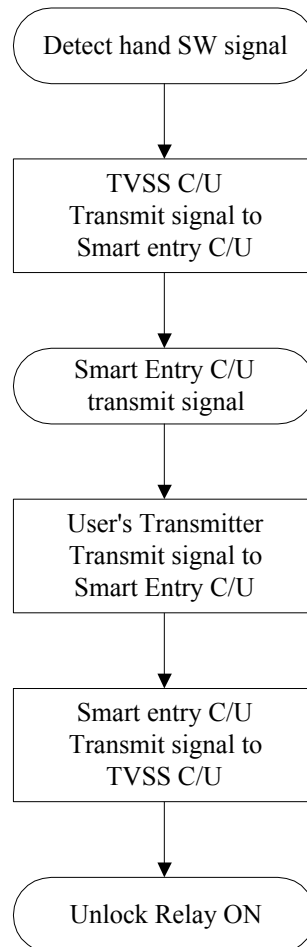 Detect hand SW signal
TVSS C/U
Transmit signal to
Smart entry C/U
Smart Entry C/U
transmit signal
User's Transmitter
Transmit signal to
Smart Entry C/U
Smart entry C/U
Transmit signal to
TVSS C/U
Unlock Relay ON